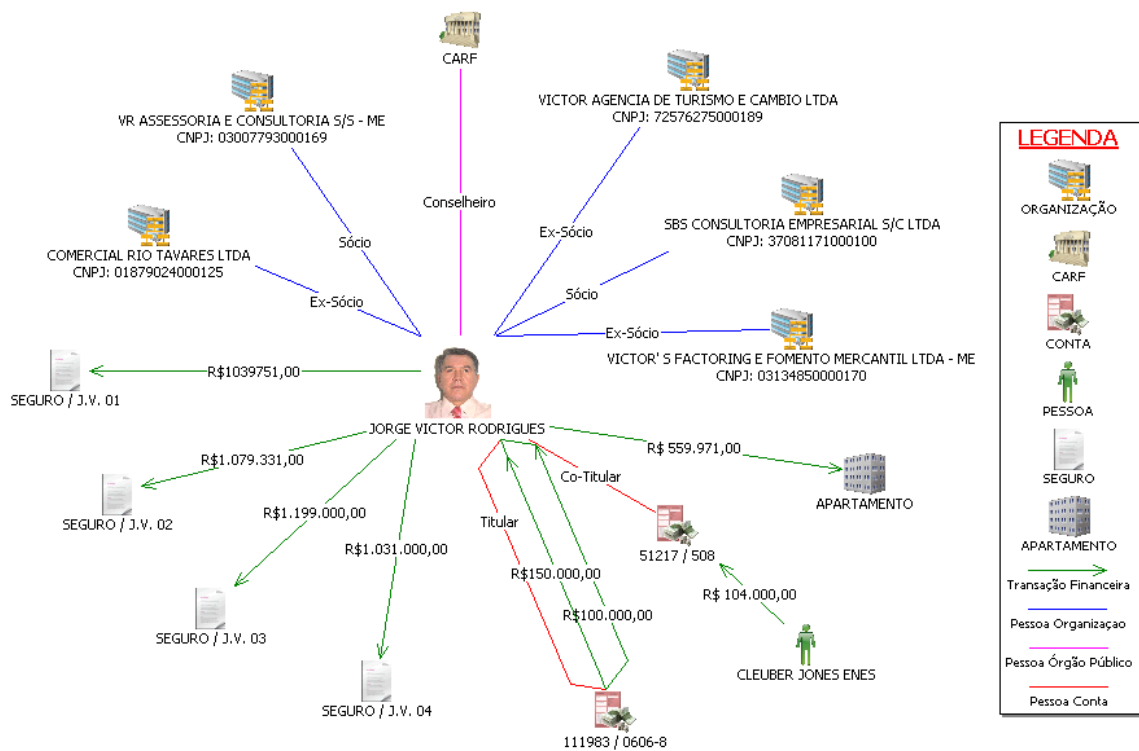 CARF
VR ASSESSORIA E CONSULTORIA S/S - ME
CNPJ: 03007793000169
VICTOR AGENCIA DE TURISMO E CAMBIO LTDA
CNPJ: 72576275000189
LEGENDA
ORGANIZAÇÃO
CARF
CONTA
PESSOA
SEGURO
APARTAMENTO
Transação Financeira
Pessoa Organizaçao
Pessoa Órgão Público
Pessoa Conta
Conselheiro
COMERCIAL RIO TAVARES LTDA
CNPJ: 01879024000125
Sócio
Ex-Sócio
Ex-Sócio
SBS CONSULTORIA EMPRESARIAL S/C LTDA
CNPJ: 37081171000100
Sócio
Ex-Sócio
VICTOR' S FACTORING E FOMENTO MERCANTIL LTDA - ME
CNPJ: 03134850000170
R$1039751,00
SEGURO / J.V. 01
JORGE VICTOR RODRIGUES
R$1.079.331,00
SEGURO / J.V. 02
R$1.199.000,00
SEGURO / J.V. 03
R$1.031.000,00
SEGURO / J.V. 04
Titular
Co-Titular
R$ 559.971,00
APARTAMENTO
51217 / 508
R$150.000,00
R$100.000,00
R$ 104.000,00
CLEUBER JONES ENES
111983 / 0606-8